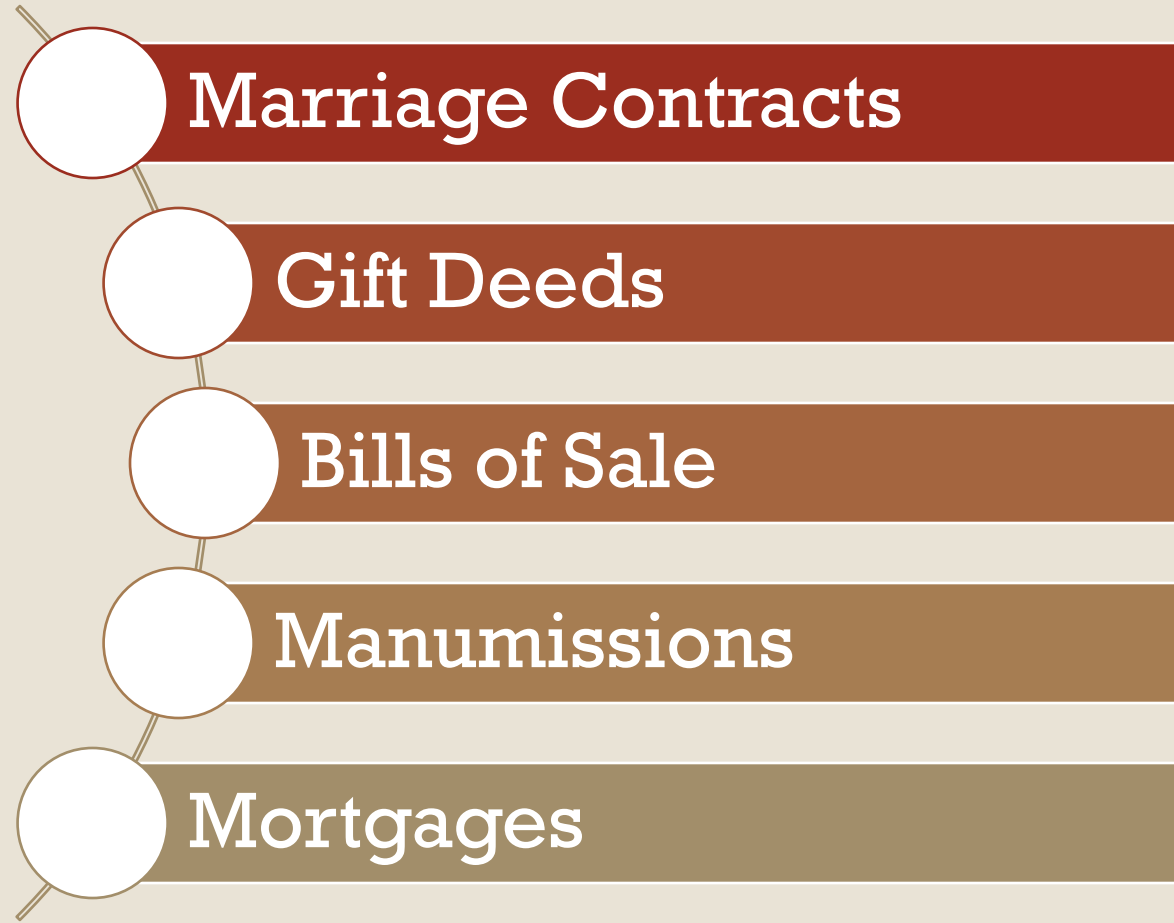 Marriage Contracts
Gift Deeds
Bills of Sale
Manumissions
Mortgages